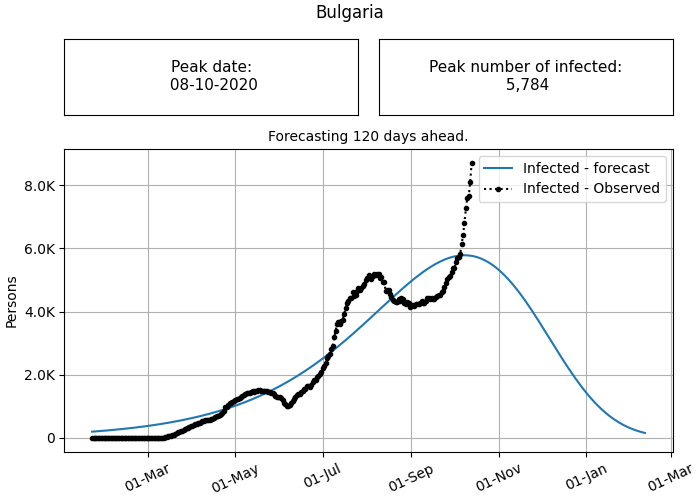 Bulgaria
Peak date:
08-10-2020
Peak number of infected:
5,784
Forecasting 120 days ahead.
Infected - forecast
Infected - Observed
Persons
8.0K
6.0K
4.0K
2.0K
0
01-Mar
01-May
01-Jul
01-Sep
01-Nov
01-Jan
01-Mar